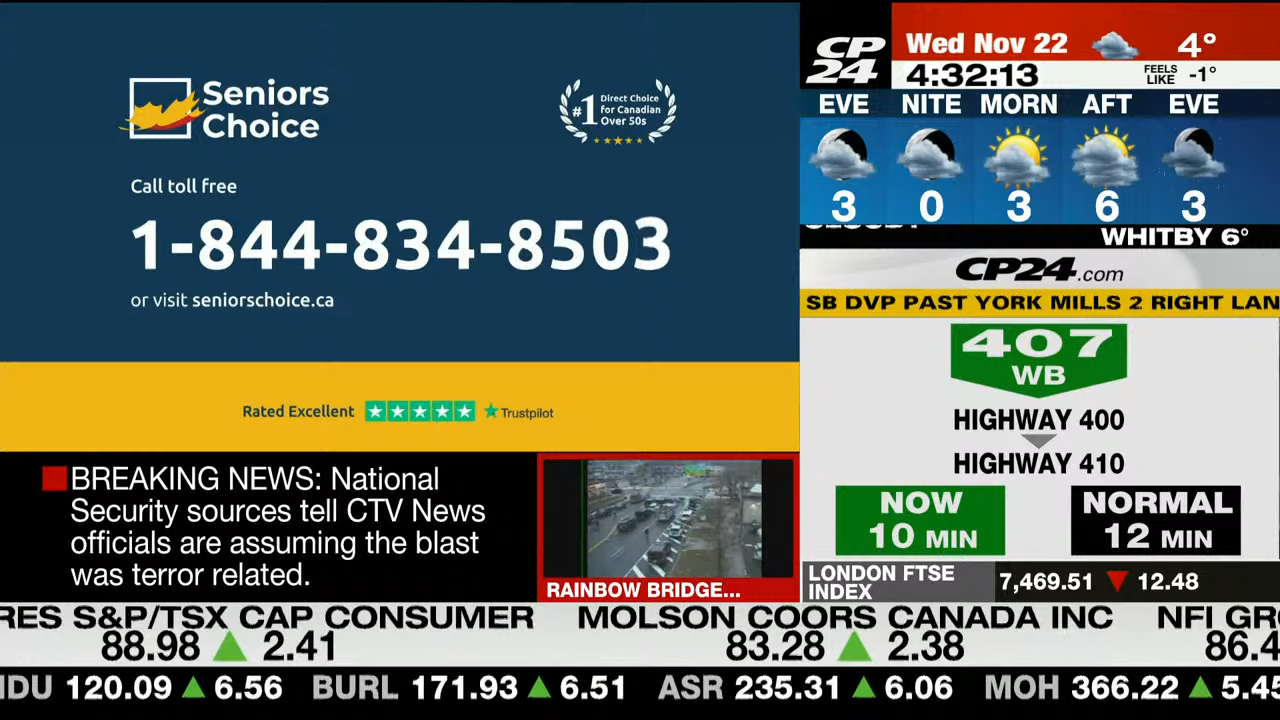 Seniors
Choice
#1
Direct Choice
for Canadian
Over 50s
Call toll free
1-844-834-8503
or visit seniorschoice.ca
Rated Excellent
Trustpilot
BREAKING NEWS: National
Security sources tell CTV News
officials are assuming the blast
was terror related.
RAINBOW BRIDGE...
CP
24
Wed Nov 22
4°
4:32:13
FEELS
LIKE
-1°
EVE NITE MORN AFT EVE
3 0 3 6 3
WHITBY 6°
CP24.com
SB DVP PAST YORK MILLS 2 RIGHT LAN
407
WB
HIGHWAY 400
HIGHWAY 410
NOW
10 MIN
NORMAL
12 MIN
LONDON FTSE
INDEX
7,469.51 12.48
RES S&P/TSX CAP CONSUMER MOLSON COORS CANADA INC NFI GR
88.98 2.41 83.28 2.38 86.4
NDU 120.09 6.56 BURL 171.93 6.51 ASR 235.31 6.06 MOH 366.22 5.45